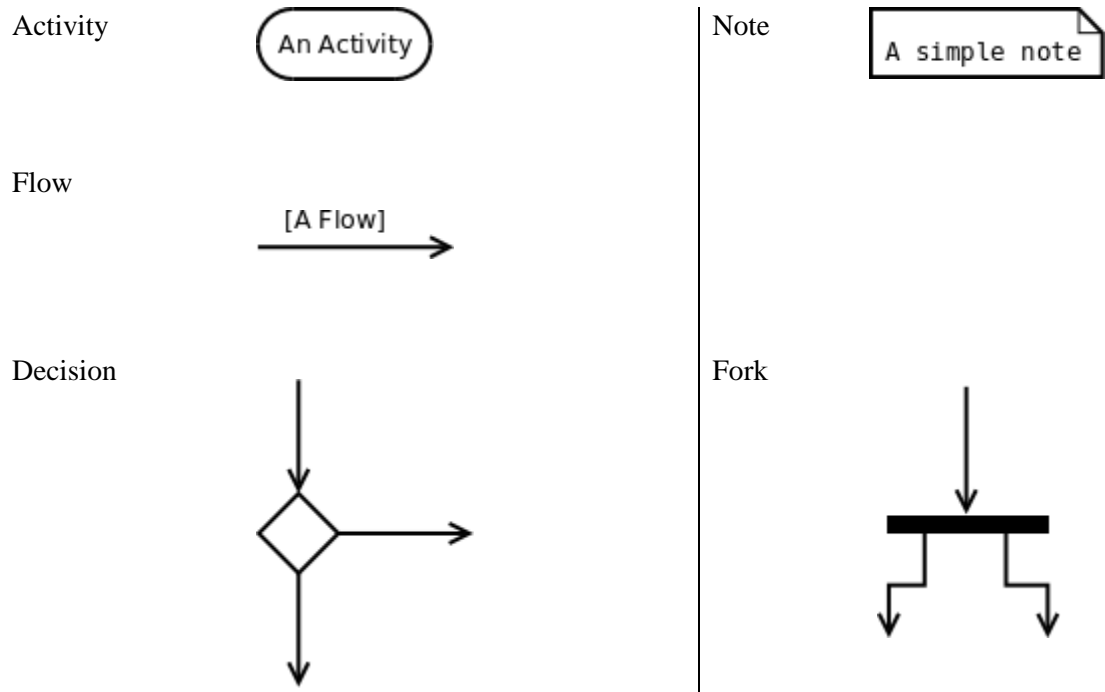 Activity
An Activity
Flow
[A Flow]
Decision
Note
A simple note
Fork